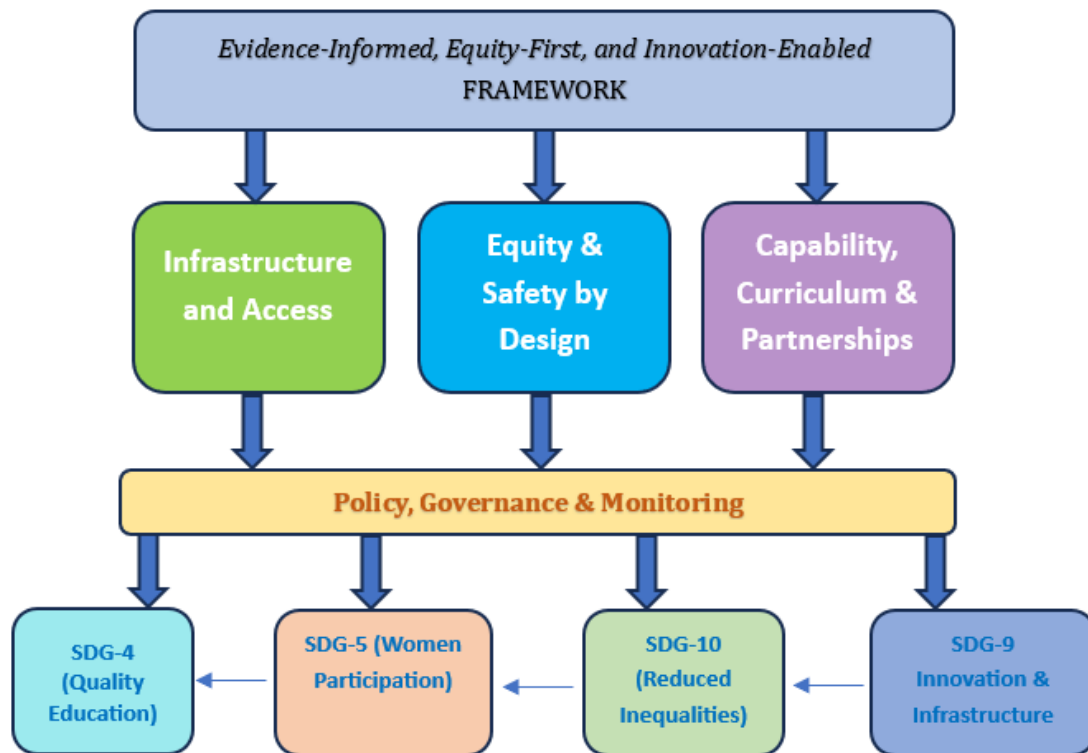 Evidence-Informed, Equity-First, and Innovation-Enabled
FRAMEWORK
Infrastructure
and Access
Equity &
Safety by
Design
Capability,
Curriculum &
Partnerships
Policy, Governance & Monitoring
SDG-4
(Quality
Education)
SDG-5 (Women
Participation)
SDG-10
(Reduced
Inequalities)
SDG-9
Innovation &
Infrastructure